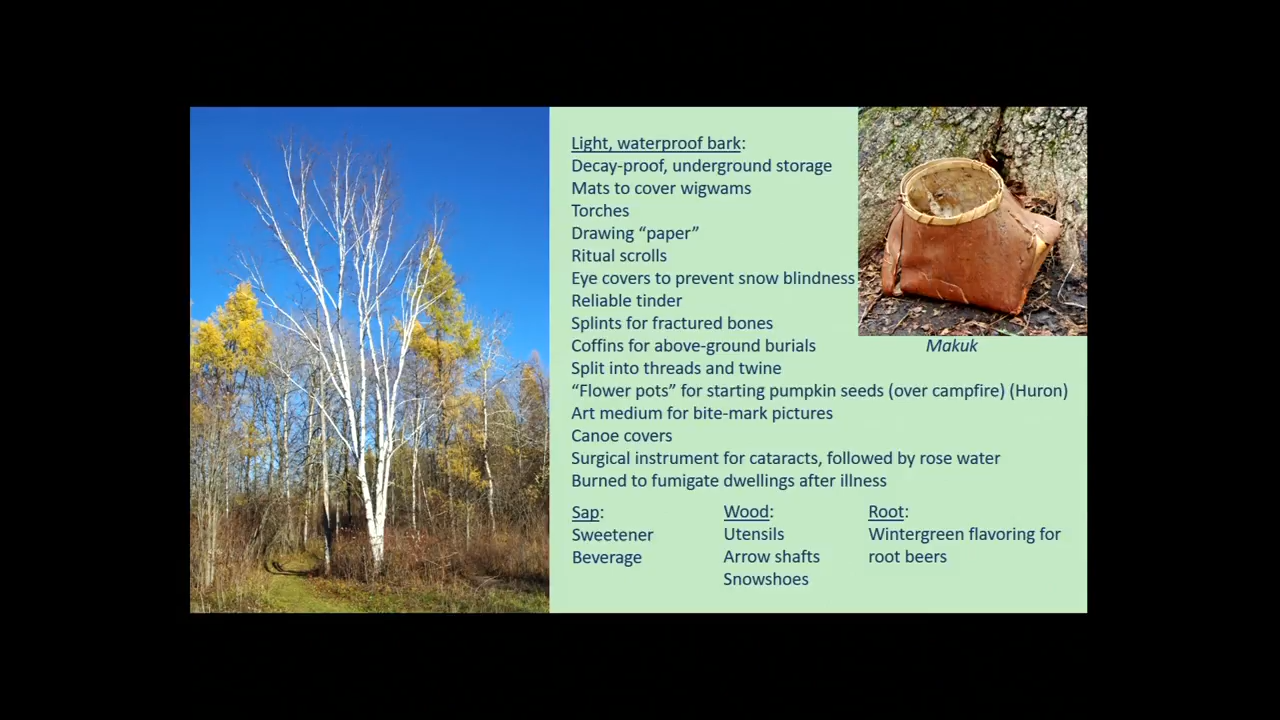 Light, waterproof bark:
Decay-proof, underground storage
Mats to cover wigwams
Torches
Drawing “paper”
Ritual scrolls
Eye covers to prevent snow blindness
Reliable tinder
Splints for fractured bones
Coffins for above-ground burials
Split into threads and twine
“Flower pots” for starting pumpkin seeds (over campfire) (Huron)
Art medium for bite-mark pictures
Canoe covers
Surgical instrument for cataracts, followed by rose water
Burned to fumigate dwellings after illness
Makuk
Sap:
Sweetener
Beverage
Wood:
Utensils
Arrow shafts
Snowshoes
Root:
Wintergreen flavoring for
root beers